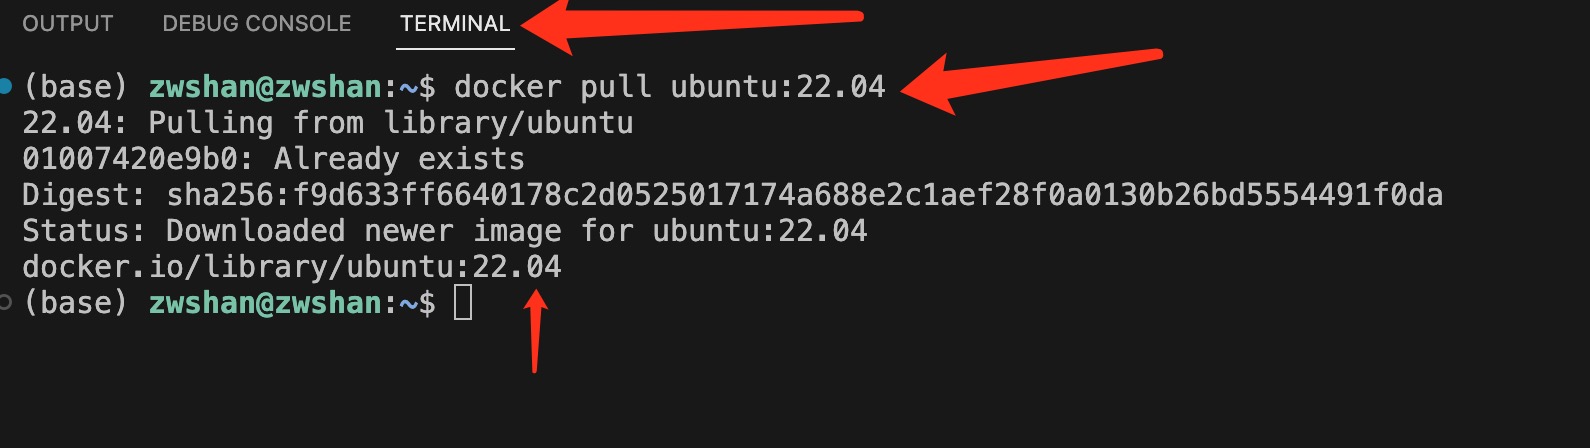 OUTPUT DEBUG CONSOLE TERMINAL
(base) zwshan@zwshan:~$ docker pull ubuntu:22.04
22.04: Pulling from library/ubuntu
01007420e9b0: Already exists
Digest: sha256:f9d633ff6640178c2d0525017174a688e2c1aef28f0a0130b26bd5554491f0da
Status: Downloaded newer image for ubuntu:22.04
docker.io/library/ubuntu:22.04
(base) zwshan@zwshan:~$